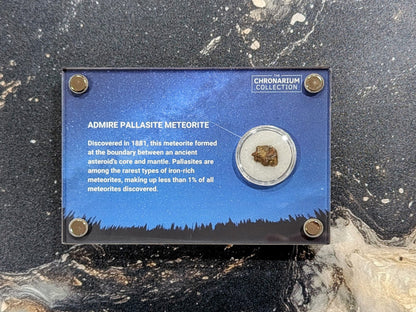 CHRONARIUM
COLLECTION
ADMIRE PALLASITE METEORITE
Discovered in 1881, this meteorite formed
at the boundary between an ancient
asteroid's core and mantle. Pallasites are
among the rarest types of iron-rich
meteorites, making up less than 1% of all
meteorites discovered.